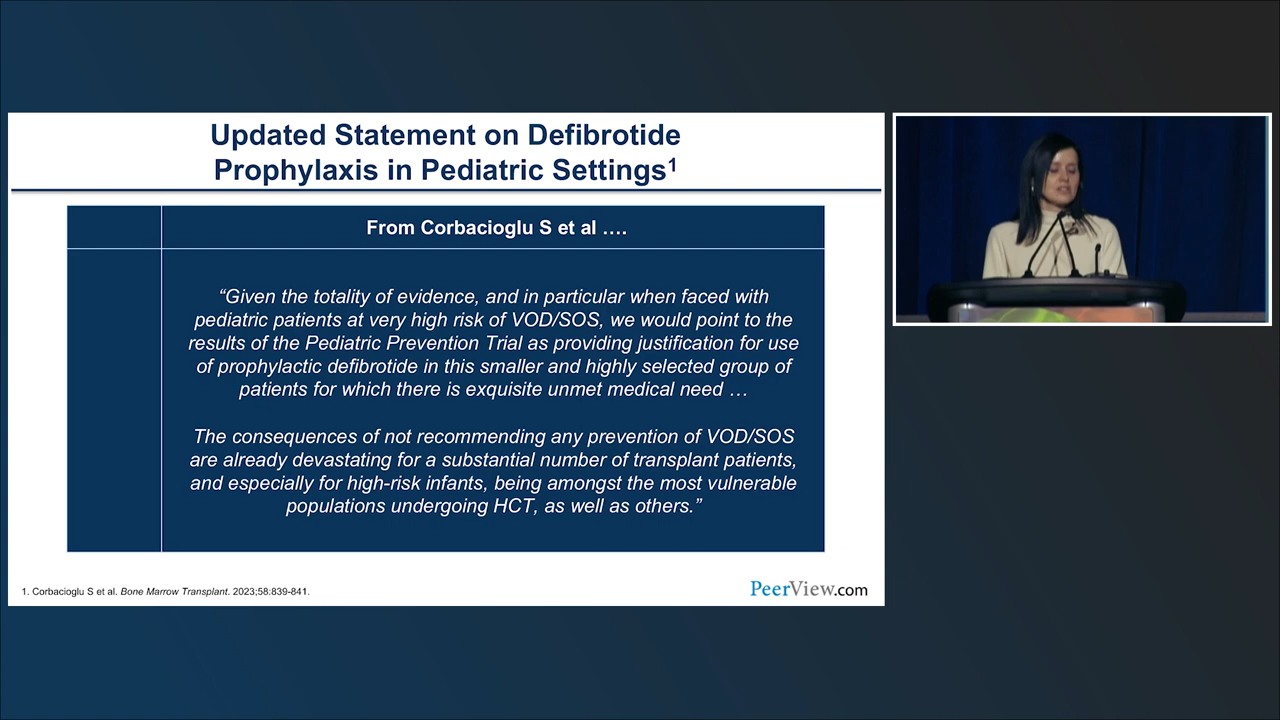 Updated Statement on Defibrotide
Prophylaxis in Pediatric Settings1
From Corbacioglu S et al ….
“Given the totality of evidence, and in particular when faced with
pediatric patients at very high risk of VOD/SOS, we would point to the
results of the Pediatric Prevention Trial as providing justification for use
of prophylactic defibrotide in this smaller and highly selected group of
patients for which there is exquisite unmet medical need …
The consequences of not recommending any prevention of VOD/SOS
are already devastating for a substantial number of transplant patients,
and especially for high-risk infants, being amongst the most vulnerable
populations undergoing HCT, as well as others.”
1. Corbacioglu S et al. Bone Marrow Transplant. 2023;58:839-841.
PeerView.com